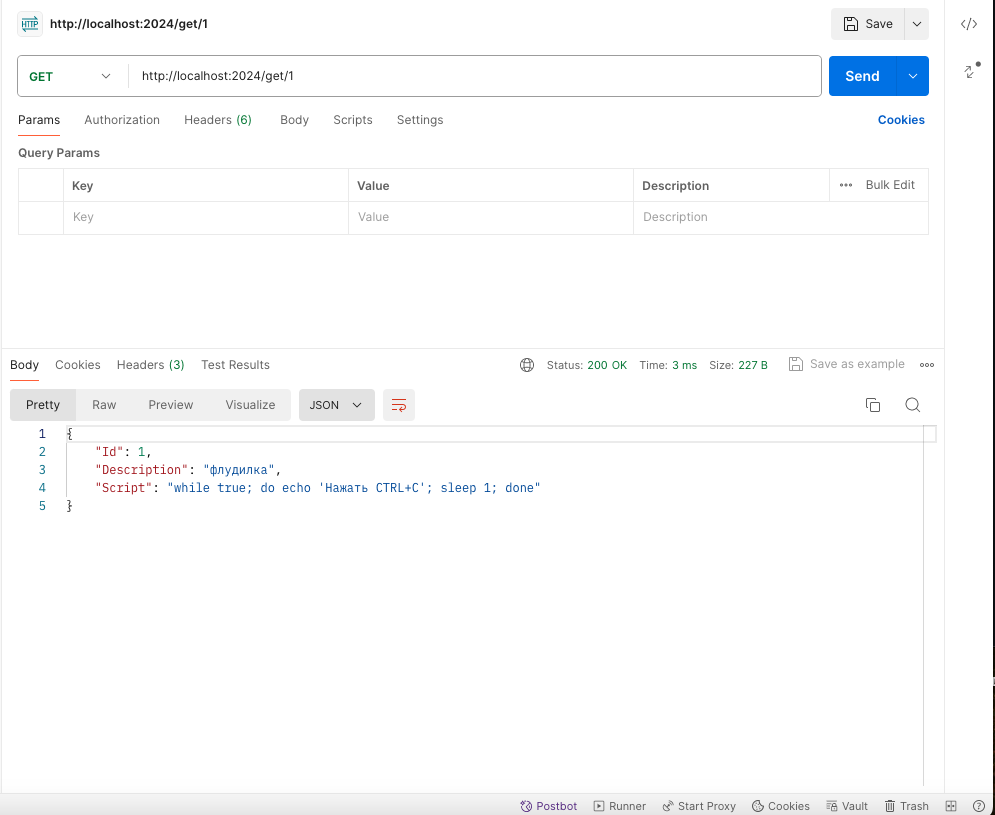 HTTP http://localhost:2024/get/1 Save
GET http://localhost:2024/get/1 Send
Params Authorization Headers (6) Body Scripts Settings Cookies
Query Params
Key Value Description ••• Bulk Edit
Key Value Description
Body Cookies Headers (3) Test Results Status: 200 OK Time: 3 ms Size: 227 B Save as example
Pretty Raw Preview Visualize JSON
1 {
2 "Id": 1,
3 "Description": "флудилка",
4 "Script": "while true; do echo 'Нажать CTRL+C'; sleep 1; done"
5 }
Postbot Runner Start Proxy Cookies Vault Trash